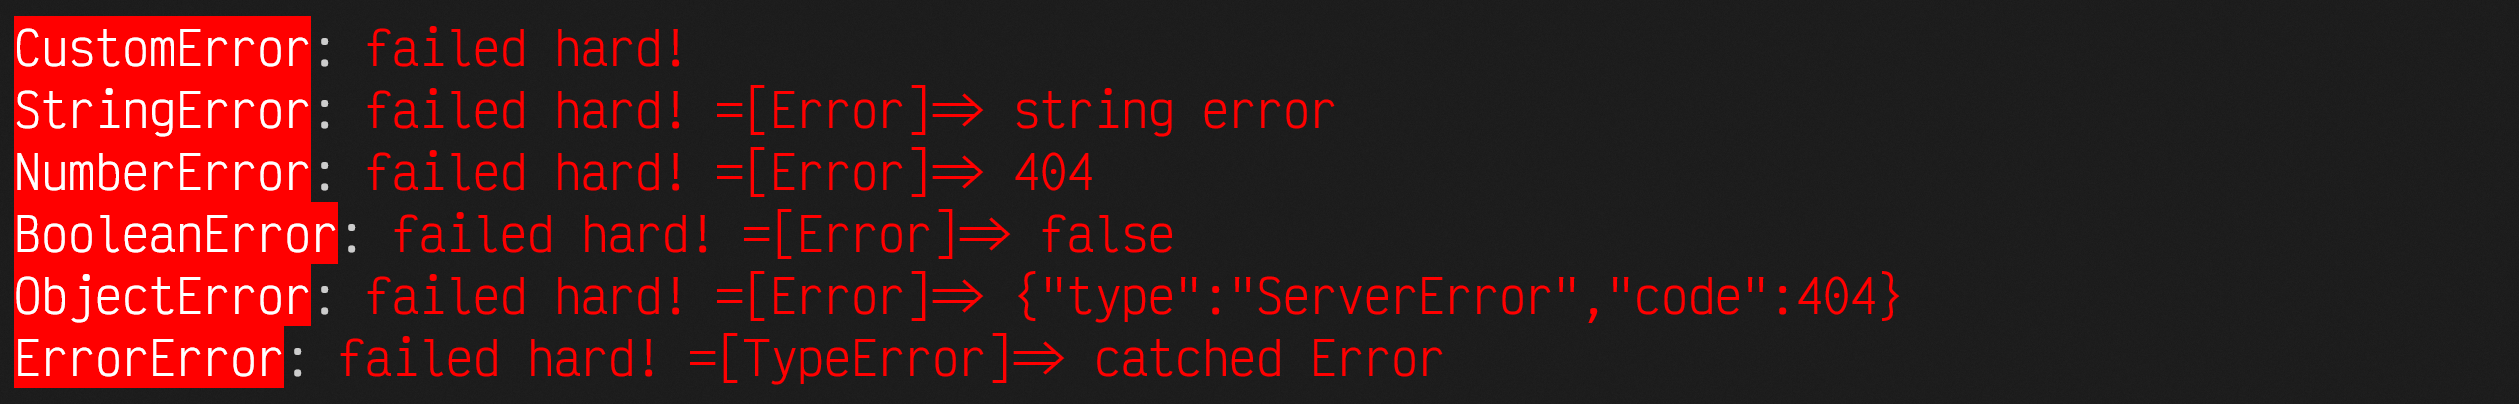 CustomError: failed hard!
StringError: failed hard! =[Error]=> string error
NumberError: failed hard! =[Error]=> 404
BooleanError: failed hard! =[Error]=> false
ObjectError: failed hard! =[Error]=> {"type":"ServerError","code":404}
ErrorError: failed hard! =[TypeError]=> catched Error